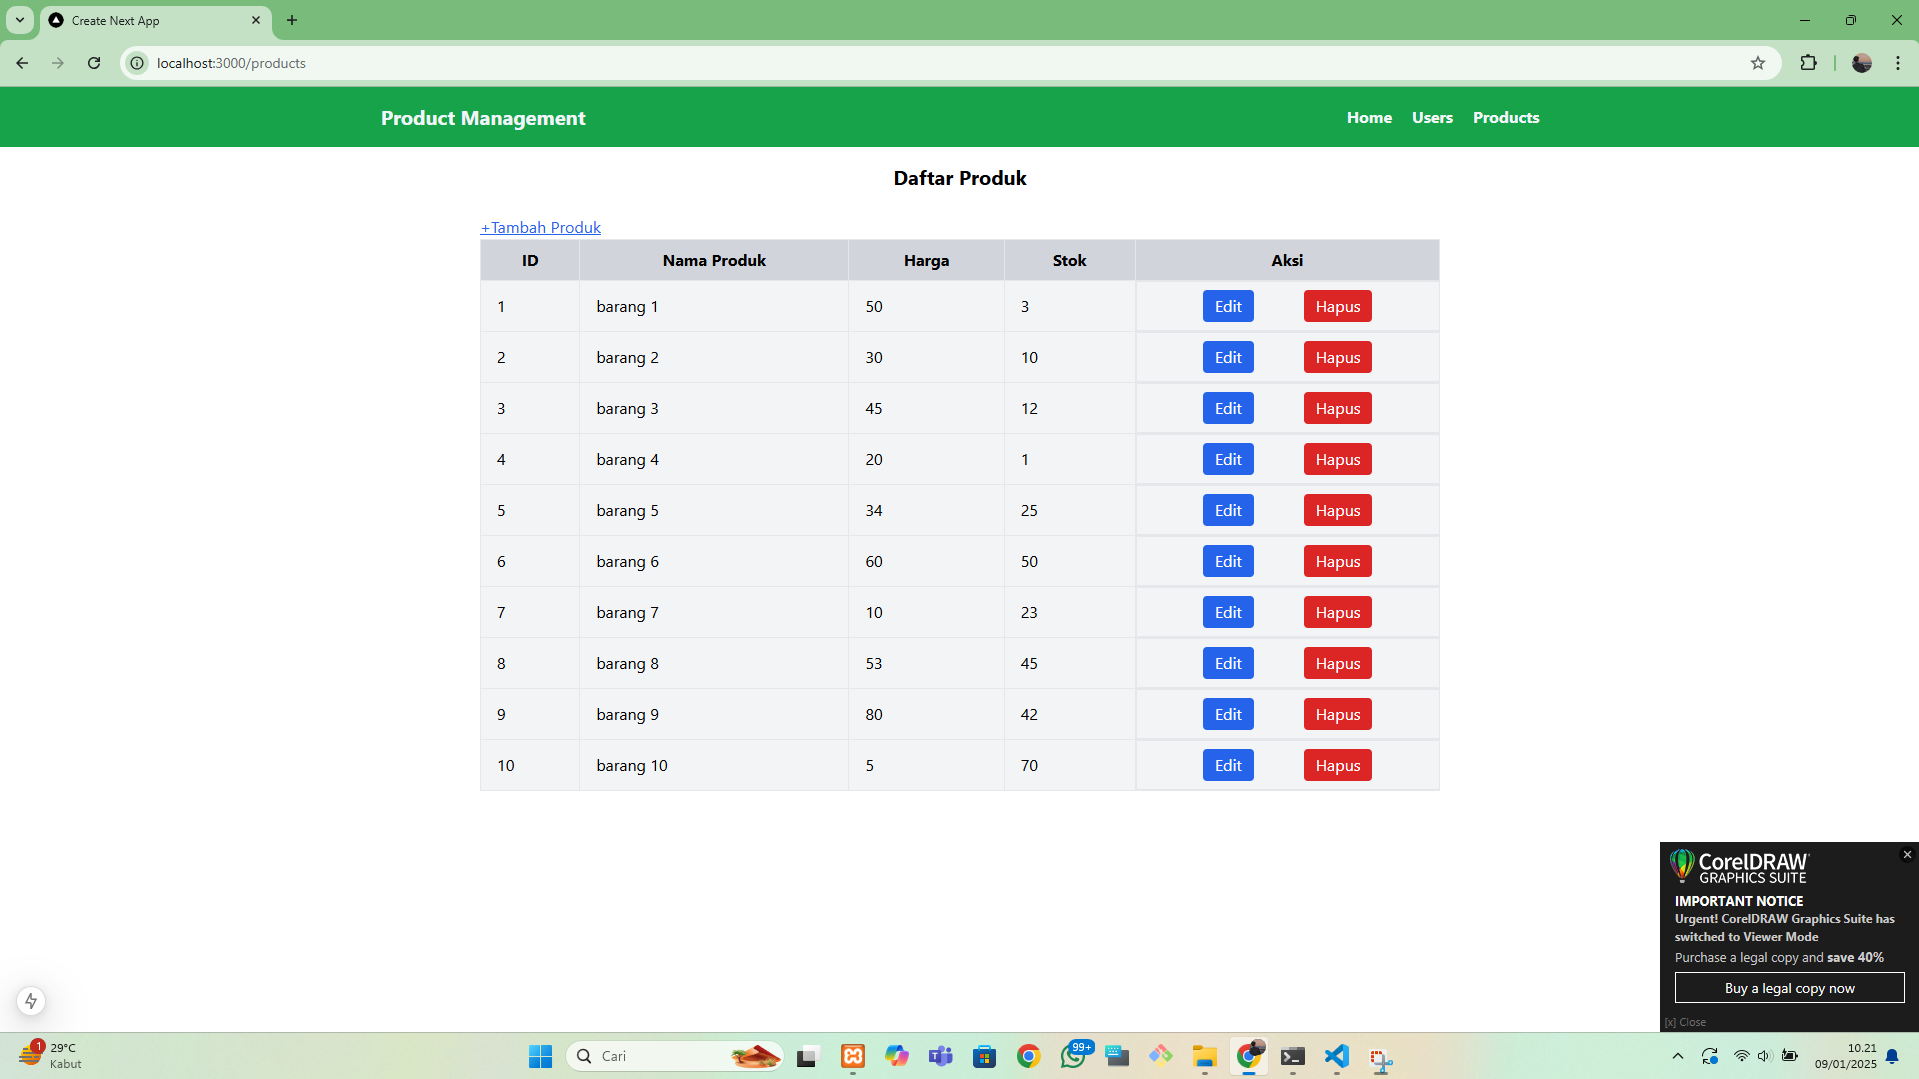 Create Next App
localhost:3000/products
Product Management
Home Users Products
Daftar Produk
+Tambah Produk
ID Nama Produk Harga Stok Aksi
1 barang 1 50 3 Edit Hapus
2 barang 2 30 10 Edit Hapus
3 barang 3 45 12 Edit Hapus
4 barang 4 20 1 Edit Hapus
5 barang 5 34 25 Edit Hapus
6 barang 6 60 50 Edit Hapus
7 barang 7 10 23 Edit Hapus
8 barang 8 53 45 Edit Hapus
9 barang 9 80 42 Edit Hapus
10 barang 10 5 70 Edit Hapus
CorelDRAW
GRAPHICS SUITE
IMPORTANT NOTICE
Urgent! CorelDRAW Graphics Suite has
switched to Viewer Mode
Purchase a legal copy and save 40%
Buy a legal copy now
[x] Close
1
29°C
Kabut
Cari
99+
10.21
09/01/2025